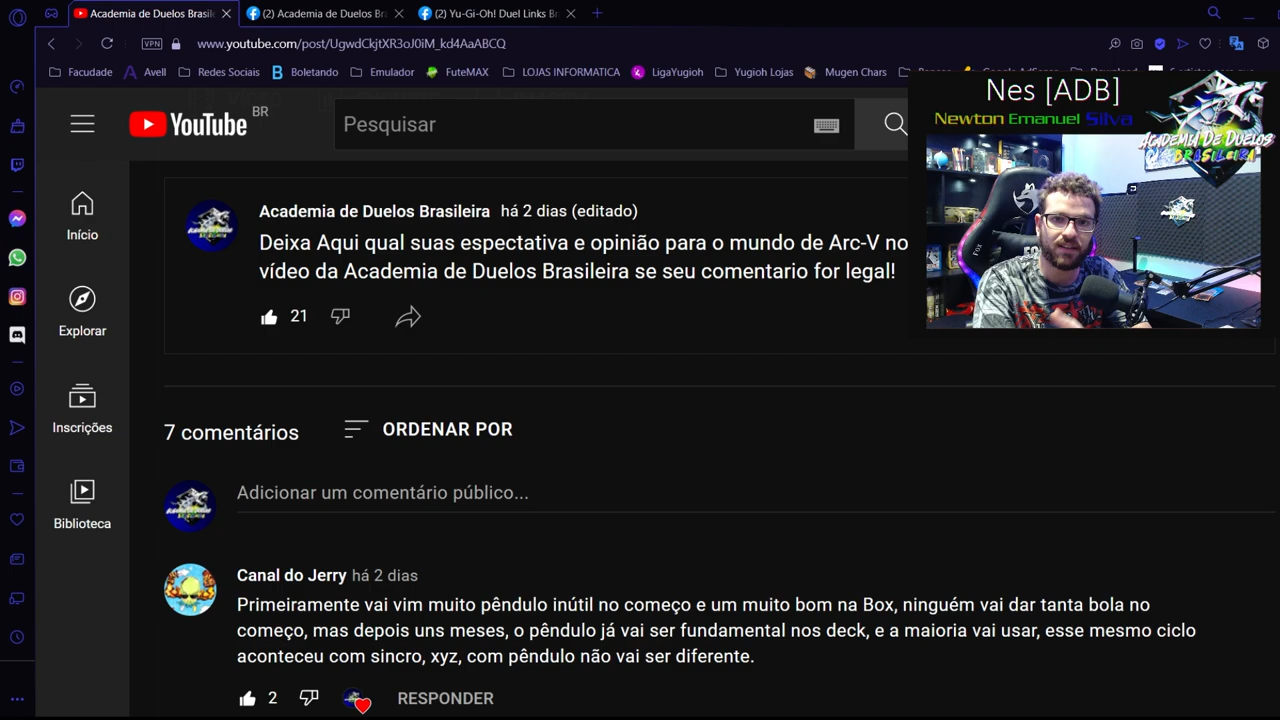 Academia de Duelos Brasile
(2) Academia de Duelos Bra
(2) Yu-Gi-Oh! Duel Links Br
VPN
www.youtube.com/post/UgwdCkjtXR3oJ0iM_kd4AaABCQ
Facudade
Avell
Redes Sociais
Boletando
Emulador
FuteMAX
LOJAS INFORMATICA
LigaYugioh
Yugioh Lojas
Mugen Chars
Nes [ADB]
Newton Emanuel Silva
ACADEMIA DE DUELOS
BRASILEIRA
YouTube
BR
Pesquisar
FOX
Início
Explorar
Inscrições
Biblioteca
Academia de Duelos Brasileira há 2 dias (editado)
Deixa Aqui qual suas espectativa e opinião para o mundo de Arc-V no
vídeo da Academia de Duelos Brasileira se seu comentario for legal!
21
7 comentários
ORDENAR POR
Adicionar um comentário público...
Canal do Jerry há 2 dias
Primeiramente vai vim muito pêndulo inútil no começo e um muito bom na Box, ninguém vai dar tanta bola no
começo, mas depois uns meses, o pêndulo já vai ser fundamental nos deck, e a maioria vai usar, esse mesmo ciclo
aconteceu com sincro, xyz, com pêndulo não vai ser diferente.
2
RESPONDER